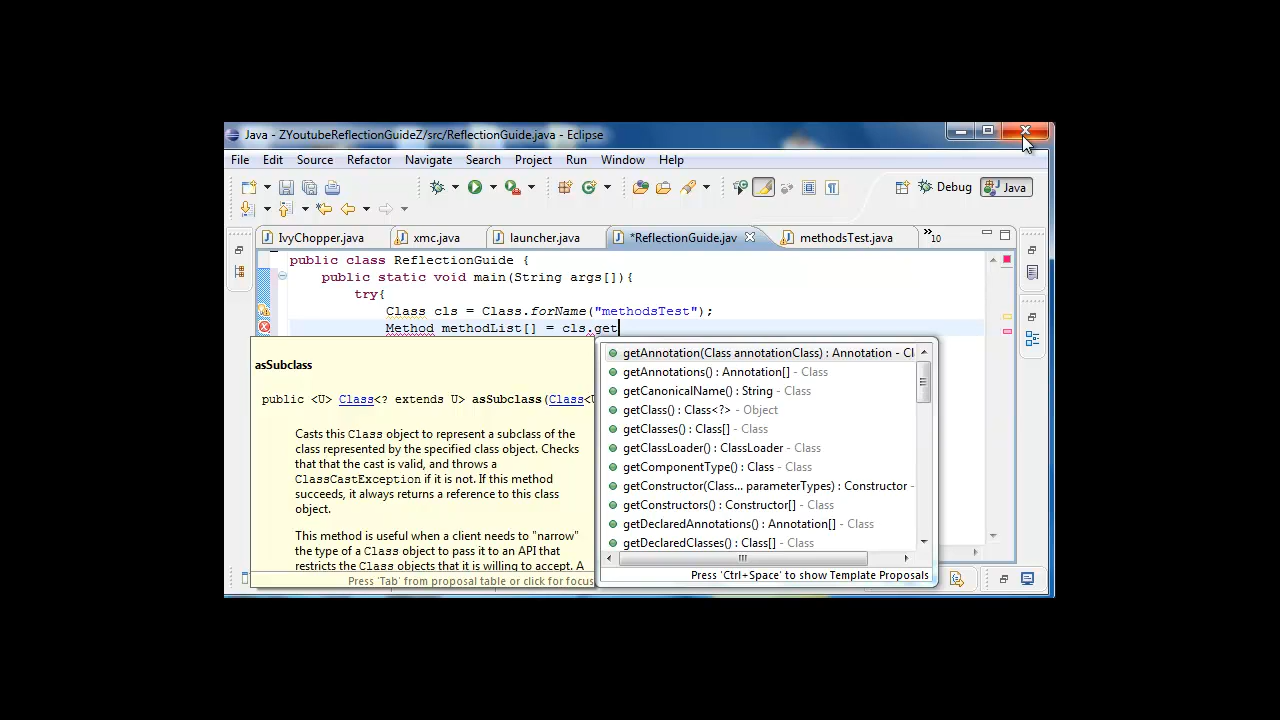 Java - ZYoutubeReflectionGuideZ/src/ReflectionGuide.java - Eclipse
File Edit Source Refactor Navigate Search Project Run Window Help
Debug Java
IvyChopper.java xmc.java launcher.java *ReflectionGuide.jav methodsTest.java »10
public class ReflectionGuide {
public static void main(String args[]){
try{
Class cls = Class.forName("methodsTest");
Method methodList[] = cls.get
asSubclass
public <U> Class<? extends U> asSubclass(Class<U
Casts this Class object to represent a subclass of the
class represented by the specified class object. Checks
that that the cast is valid, and throws a
ClassCastException if it is not. If this method
succeeds, it always returns a reference to this class
object.
This method is useful when a client needs to "narrow"
the type of a Class object to pass it to an API that
restricts the Class objects that it is willing to accept. A
Press 'Tab' from proposal table or click for focus
getAnnotation(Class annotationClass) : Annotation - Cl
getAnnotations() : Annotation[] - Class
getCanonicalName() : String - Class
getClass() : Class<?> - Object
getClasses() : Class[] - Class
getClassLoader() : ClassLoader - Class
getComponentType() : Class - Class
getConstructor(Class... parameterTypes) : Constructor -
getConstructors() : Constructor[] - Class
getDeclaredAnnotations() : Annotation[] - Class
getDeclaredClasses() : Class[] - Class
Press 'Ctrl+Space' to show Template Proposals